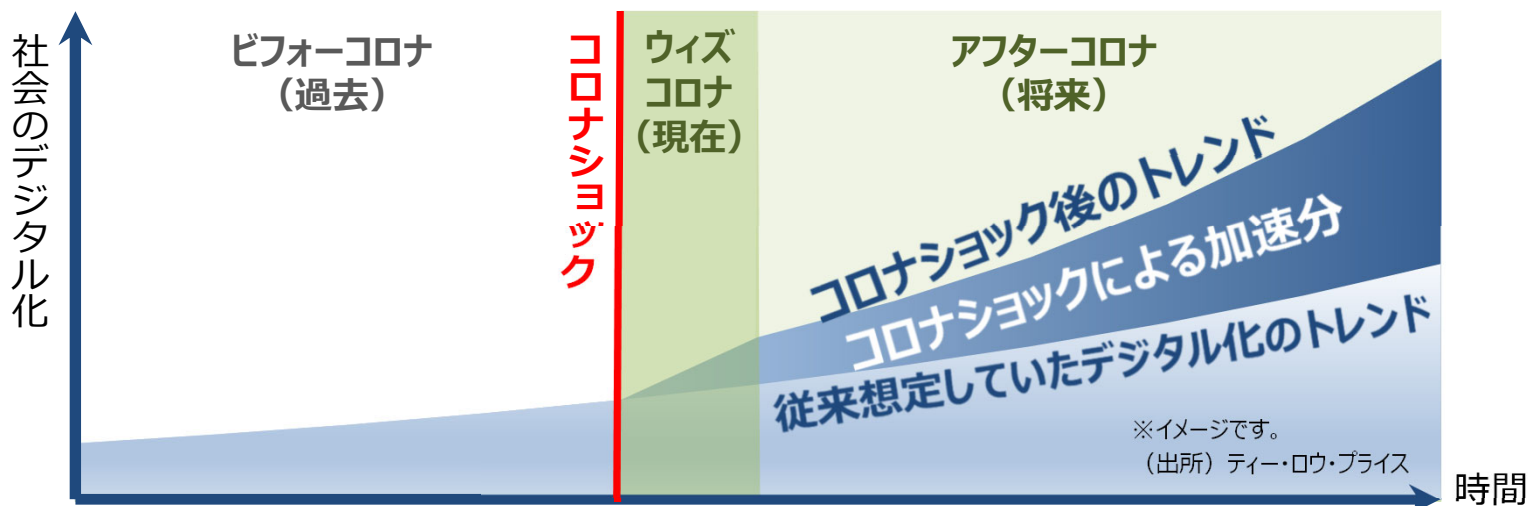 社会のデジタル化
ビフォーコロナ
（過去）
コロナショック
ウィズ
コロナ
（現在）
アフターコロナ
（将来）
コロナショック後のトレンド
コロナショックによる加速分
従来想定していたデジタル化のトレンド
※イメージです。
（出所）ティー・ロウ・プライス
時間